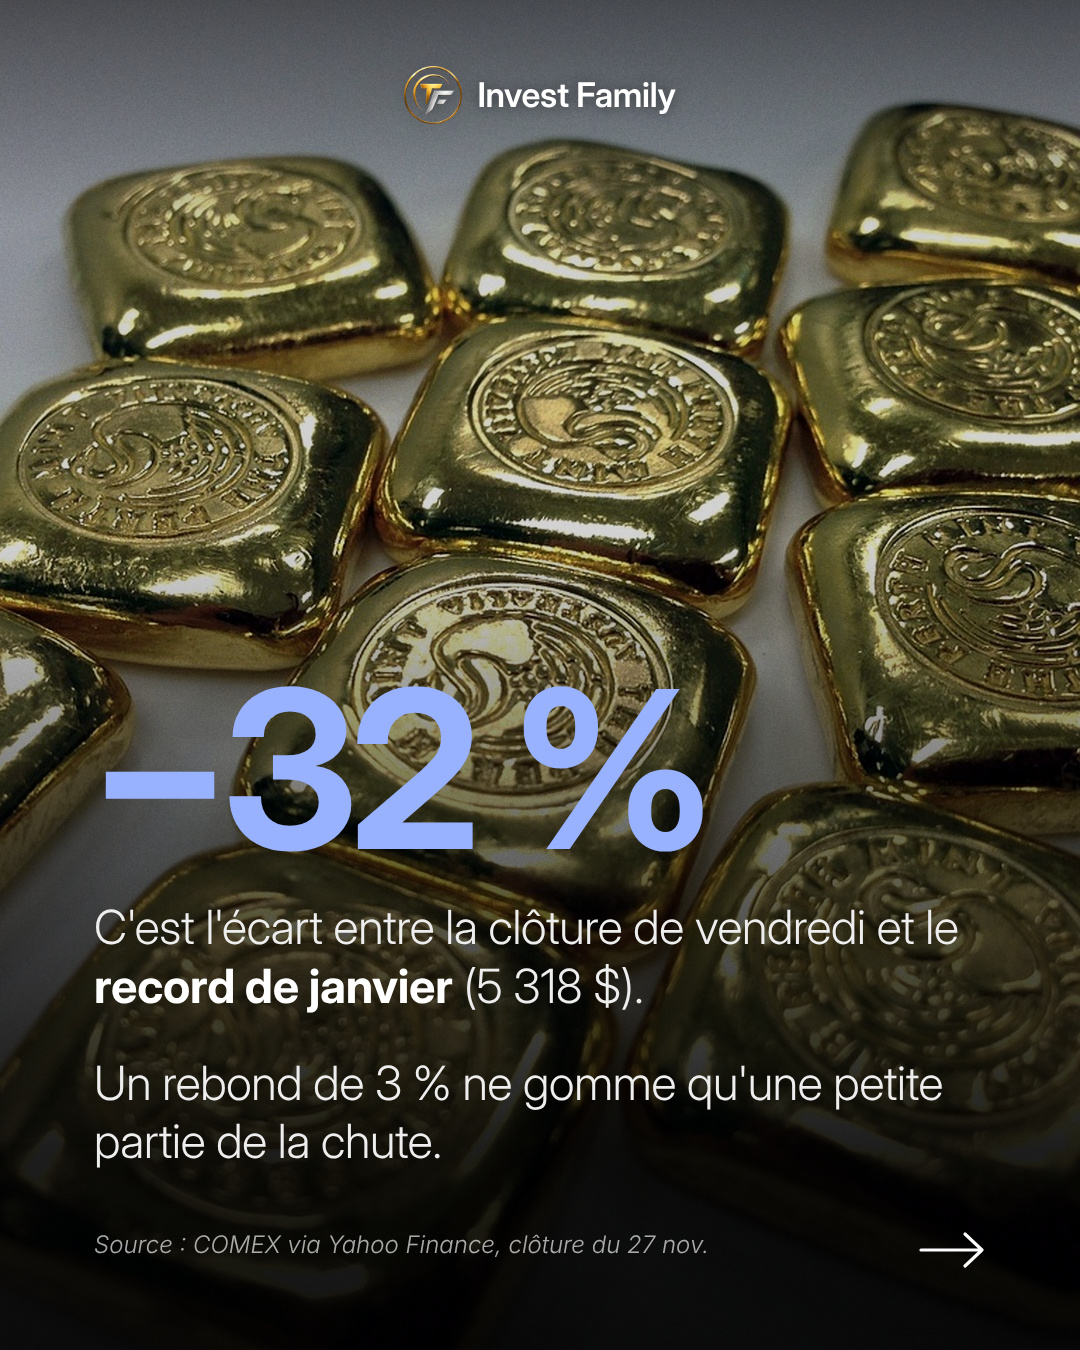 Invest Family
–32 %
C'est l'écart entre la clôture de vendredi et le
record de janvier (5 318 $).
Un rebond de 3 % ne gomme qu'une petite
partie de la chute.
Source : COMEX via Yahoo Finance, clôture du 27 nov.